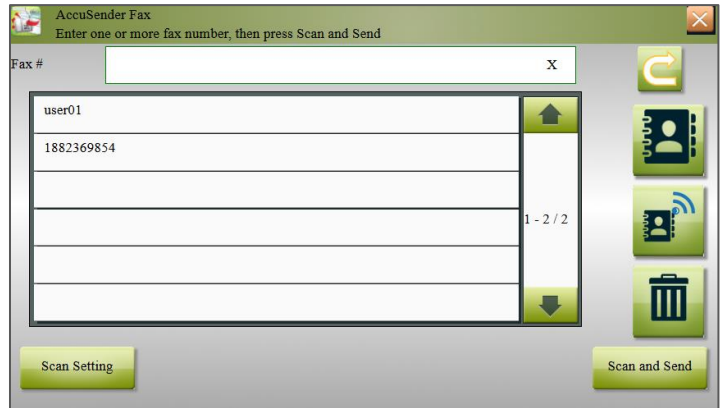 AccuSender Fax
Enter one or more fax number, then press Scan and Send
Fax #
X
user01
1882369854
1 - 2 / 2
Scan Setting
Scan and Send